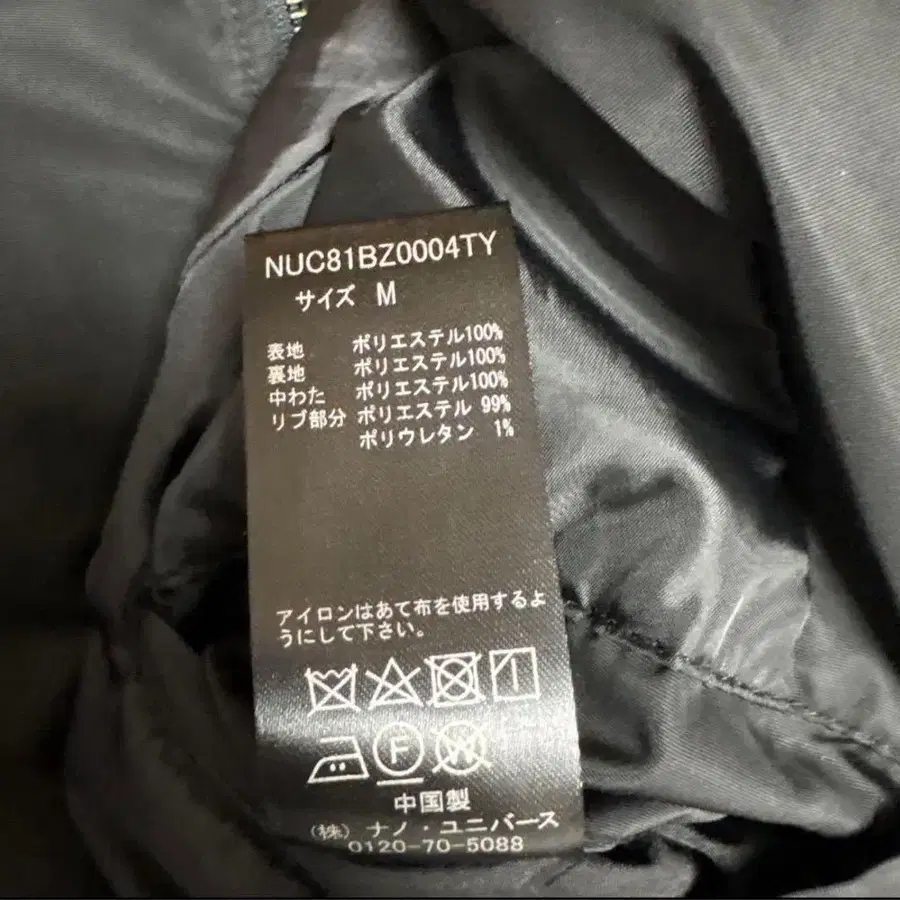 NUC81BZ0004TY
サイズ M
表地 ポリエステル100%
裏地 ポリエステル100%
中わた ポリエステル100%
リブ部分 ポリエステル 99%
ポリウレタン 1%
アイロンはあて布を使用するよ
うにして下さい。
F W
中国製
(株) ナノ・ユニバース
0120-70-5088